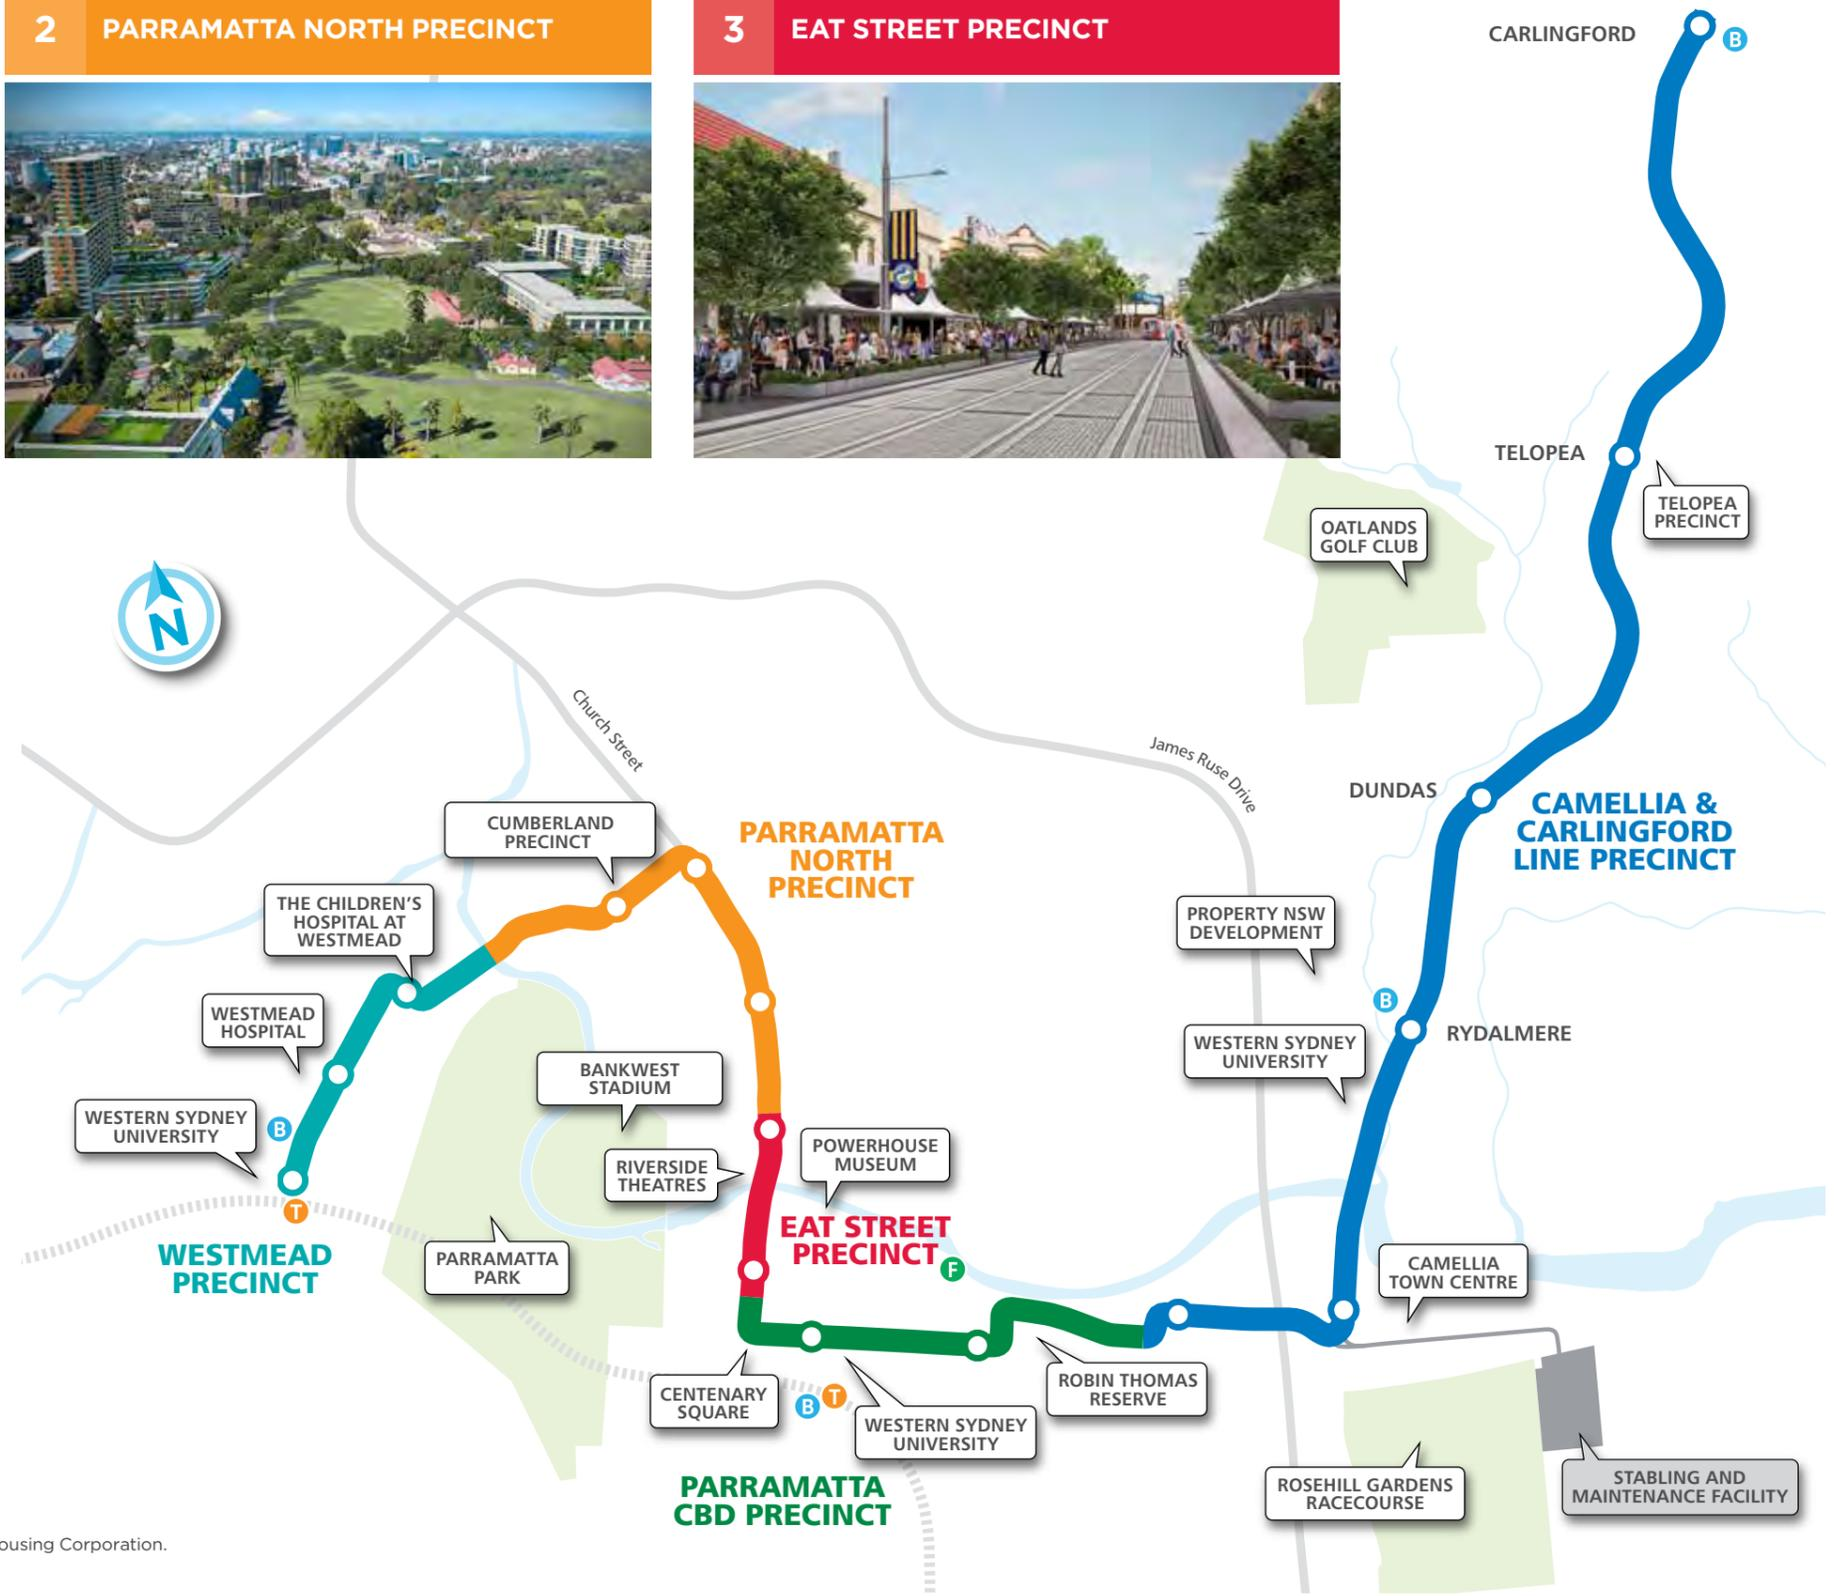 2 PARRAMATTA NORTH PRECINCT
3 EAT STREET PRECINCT
CARLINGFORD
B
TELOPEA
TELOPEA
PRECINCT
OATLANDS
GOLF CLUB
N
Church Street
James Ruse Drive
DUNDAS
CAMELLIA &
CARLINGFORD
LINE PRECINCT
CUMBERLAND
PRECINCT
PARRAMATTA
NORTH
PRECINCT
THE CHILDREN'S
HOSPITAL AT
WESTMEAD
PROPERTY NSW
DEVELOPMENT
WESTMEAD
HOSPITAL
B
RYDALMERE
WESTERN SYDNEY
UNIVERSITY
BANKWEST
STADIUM
WESTERN SYDNEY
UNIVERSITY
B
POWERHOUSE
MUSEUM
RIVERSIDE
THEATRES
T
EAT STREET
PRECINCT
F
WESTMEAD
PRECINCT
PARRAMATTA
PARK
CAMELLIA
TOWN CENTRE
CENTENARY
SQUARE
B
T
ROBIN THOMAS
RESERVE
WESTERN SYDNEY
UNIVERSITY
PARRAMATTA
CBD PRECINCT
ROSEHILL GARDENS
RACECOURSE
STABLING AND
MAINTENANCE FACILITY
ousing Corporation.